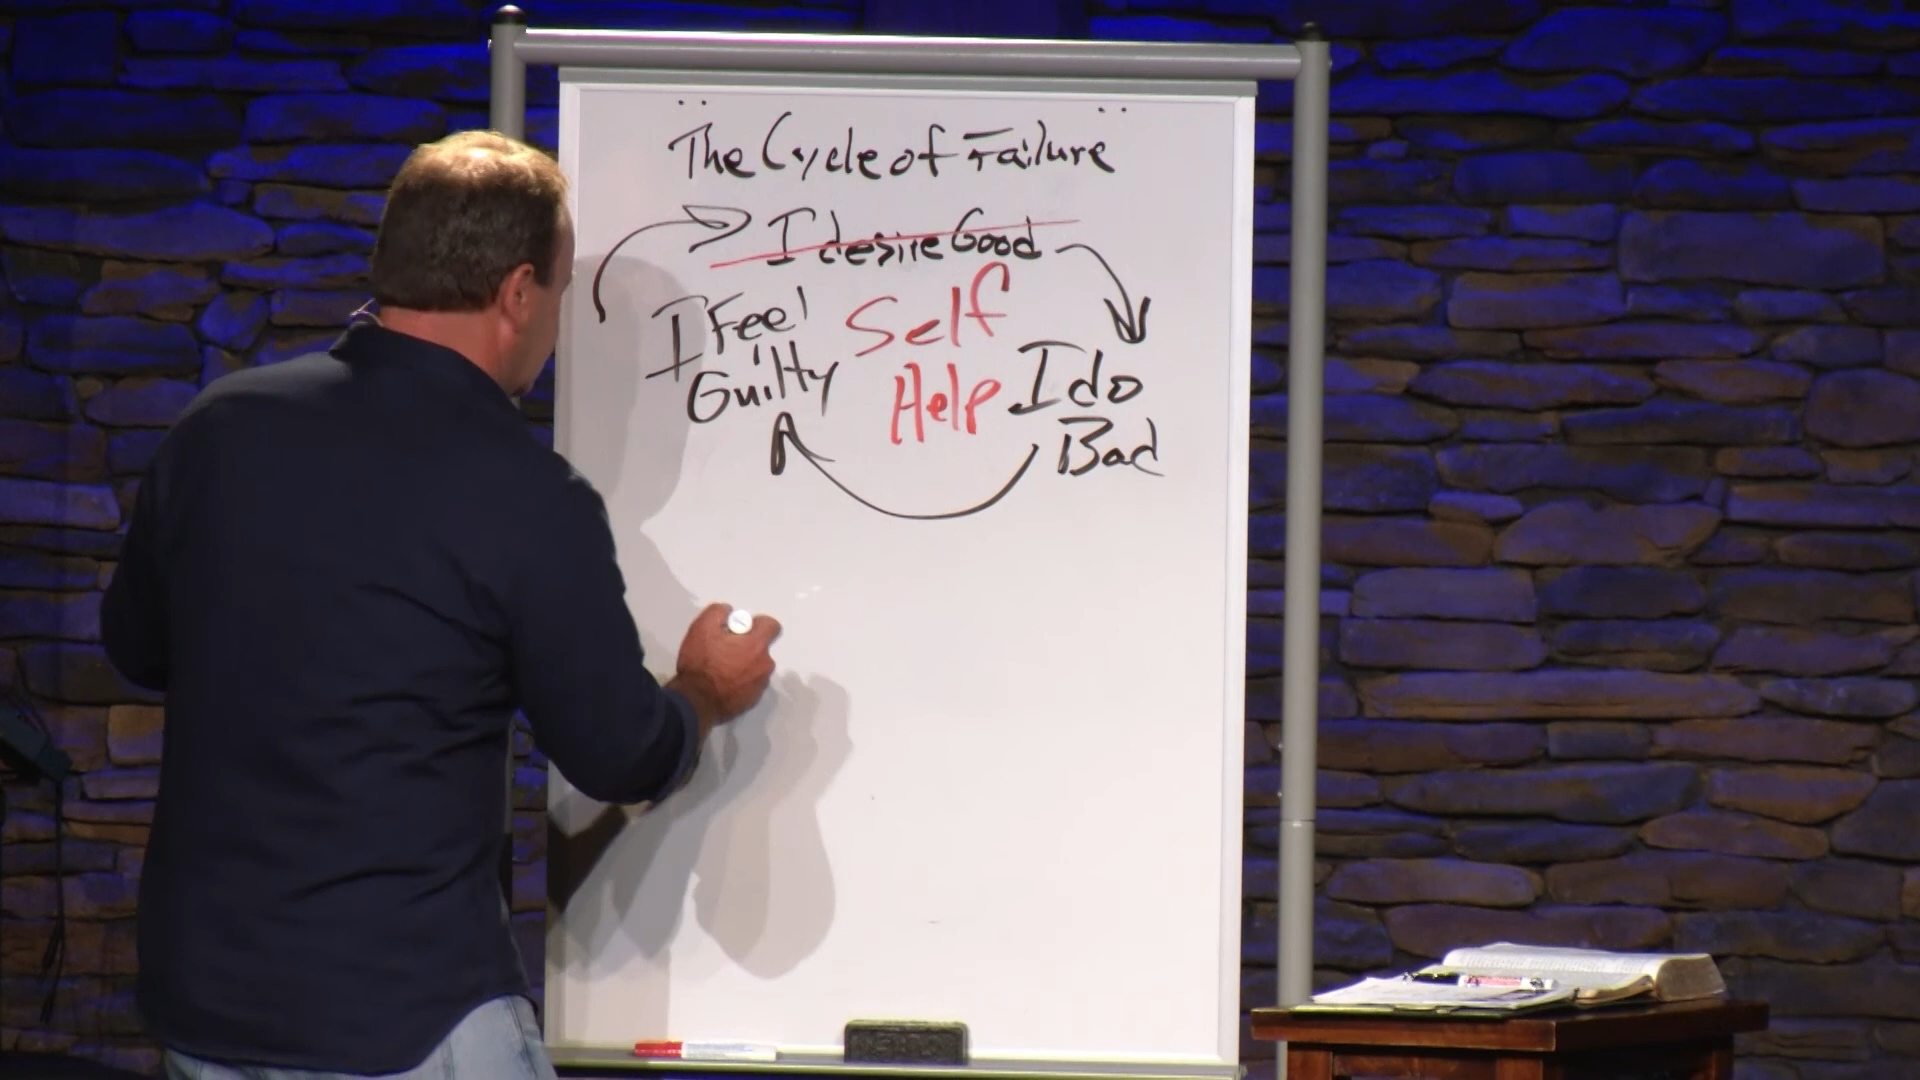 "The Cycle of Failure"
I desire Good
I Feel
Guilty
Self
Help
I do
Bad